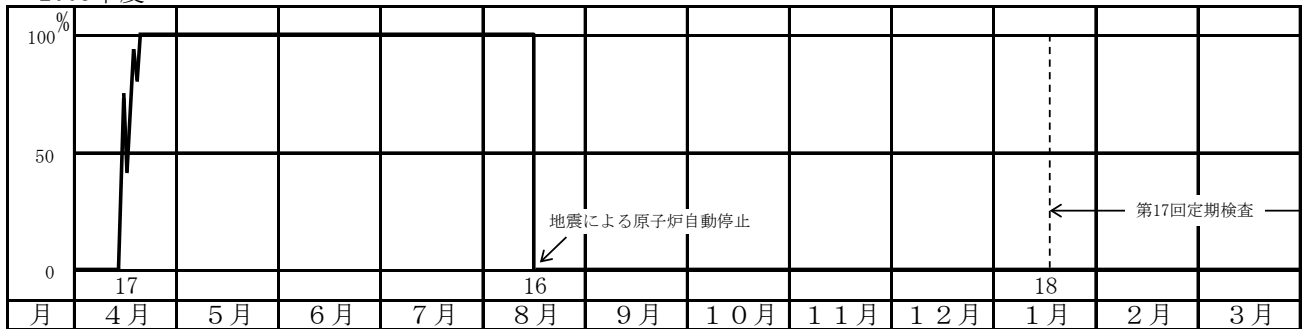 ％
100
50
0
地震による原子炉自動停止
第17回定期検査
17 16 18
月 ４月 ５月 ６月 ７月 ８月 ９月 １０月 １１月 １２月 １月 ２月 ３月